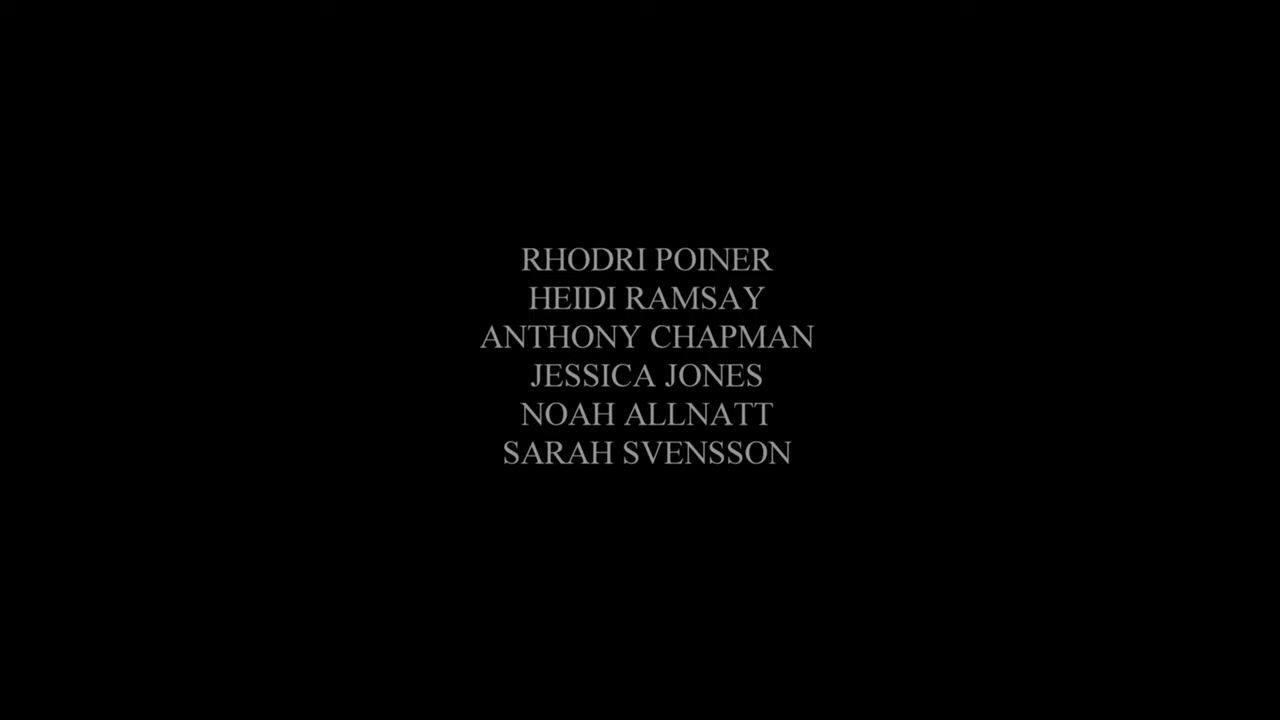 RHODRI POINER
HEIDI RAMSAY
ANTHONY CHAPMAN
JESSICA JONES
NOAH ALLNATT
SARAH SVENSSON